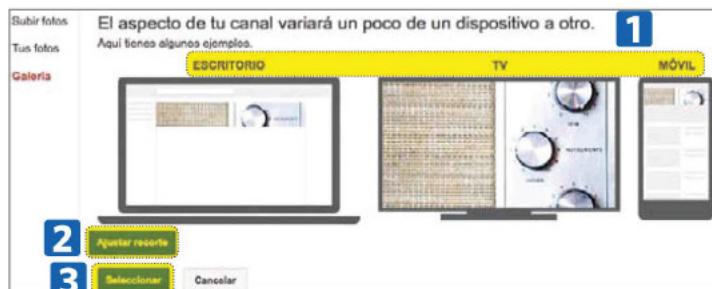 Subir fotos
Tus fotos
Galería
El aspecto de tu canal variará un poco de un dispositivo a otro.
Aquí tienes algunos ejemplos.
1
ESCRITORIO TV MÓVIL
2 Ajustar recorte
3 Seleccionar Cancelar